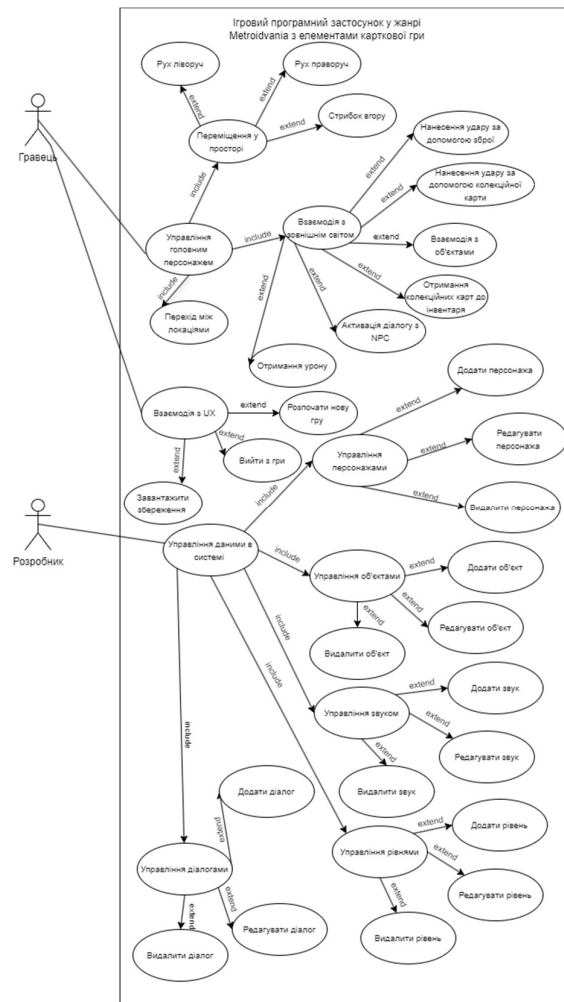 Ігровий програмний застосунок у жанрі
Metroidvania з елементами карткової гри
Рух ліворуч
Рух праворуч
extend
extend
Стрибок вгору
extend
Переміщення у
просторі
Гравець
include
Нанесення удару за
допомогою зброї
extend
Нанесення удару за
допомогою колекційної
карти
extend
Управління
головним
персонажем
include
Взаємодія з
зовнішнім світом
extend
Взаємодія з
об'єктами
include
extend
Отримання
колекційних карт до
інвентаря
Перехід між
локаціями
extend
extend
Активація діалогу з
NPC
Отримання урону
Додати персонажа
Взаємодія з UX
extend
Розпочати нову
гру
extend
extend
Вийти з гри
extend
Управління
персонажами
extend
Редагувати
персонажа
include
extend
Видалити персонажа
Завантажити
збереження
Розробник
Управління даними в
системі
include
Управління об'єктами
extend
Додати об'єкт
extend
extend
Редагувати об'єкт
Видалити об'єкт
include
include
Управління звуком
extend
Додати звук
extend
Редагувати звук
extend
Видалити звук
include
Додати діалог
extend
Управління рівнями
extend
Додати рівень
extend
Редагувати рівень
extend
Видалити рівень
Управління діалогами
extend
extend
Редагувати діалог
Видалити діалог